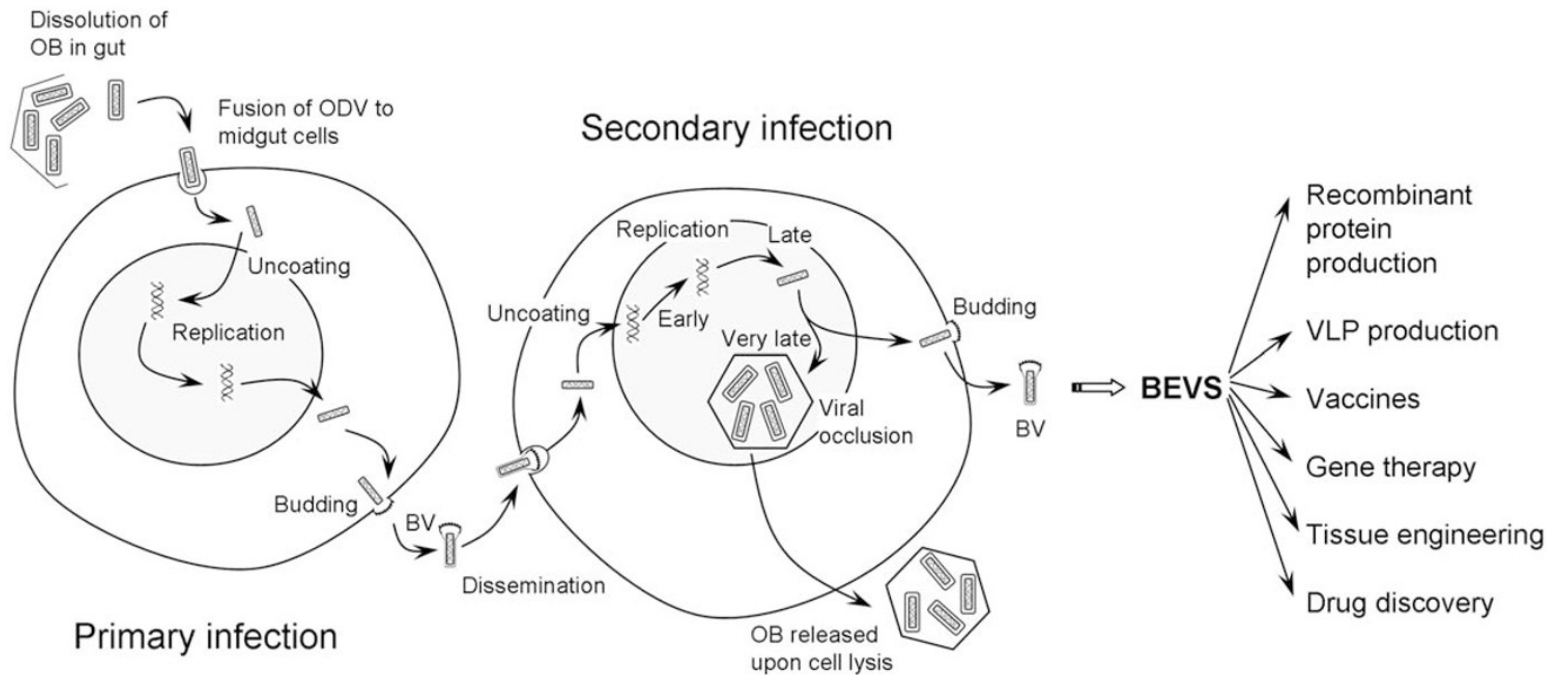 Dissolution of
OB in gut
Fusion of ODV to
midgut cells
Uncoating
Replication
Budding
BV
Dissemination
Primary infection
Secondary infection
Uncoating
Replication
Early
Late
Very late
Viral
occlusion
Budding
BV
OB released
upon cell lysis
BEVS
Recombinant
protein
production
VLP production
Vaccines
Gene therapy
Tissue engineering
Drug discovery